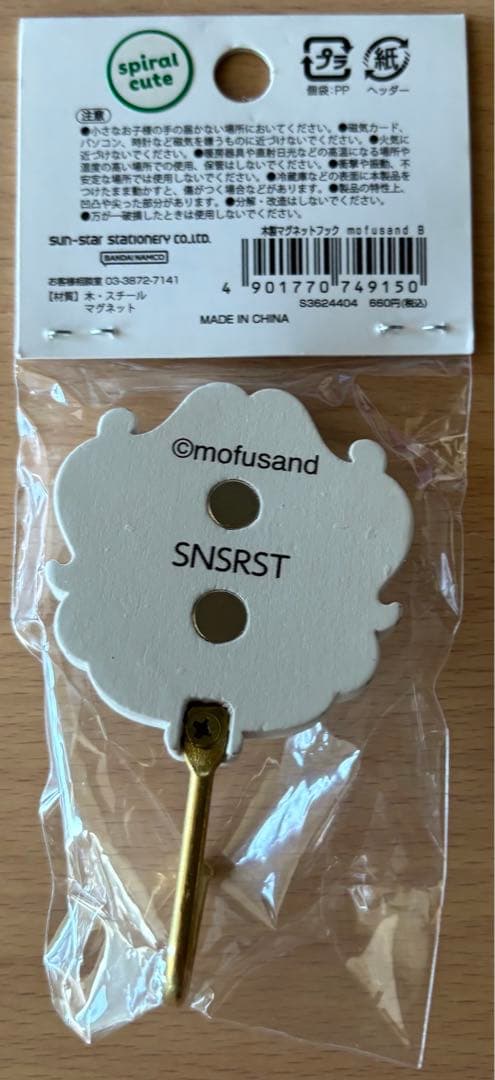 spiral
cute
プラ
紙
個袋:PP
ヘッダー
注意
●小さなお子様の手の届かない場所においてください。●磁気カード、
パソコン、時計など磁気を嫌うものに近づけないでください。●火気に
近づけないでください。●暖房器具や直射日光などの高温になる場所や
湿度の高い場所での使用、保管はしないでください。●衝撃や振動、不
安定な場所では使用しないでください。●冷蔵庫などの表面に本製品を
つけたまま動かすと、傷がつく場合などがあります。●製品の特性上、
凹凸や尖った部分があります。●分解・改造はしないでください。
●万が一破損したときは使用しないでください。
sun-star stationery co.,ltd.
BANDAI NAMCO
お客様相談室 03-3872-7141
【材質】木・スチール
マグネット
木製マグネットフック mofusand B
4 901770 749150
S3624404 660円(税込)
MADE IN CHINA
©mofusand
SNSRST